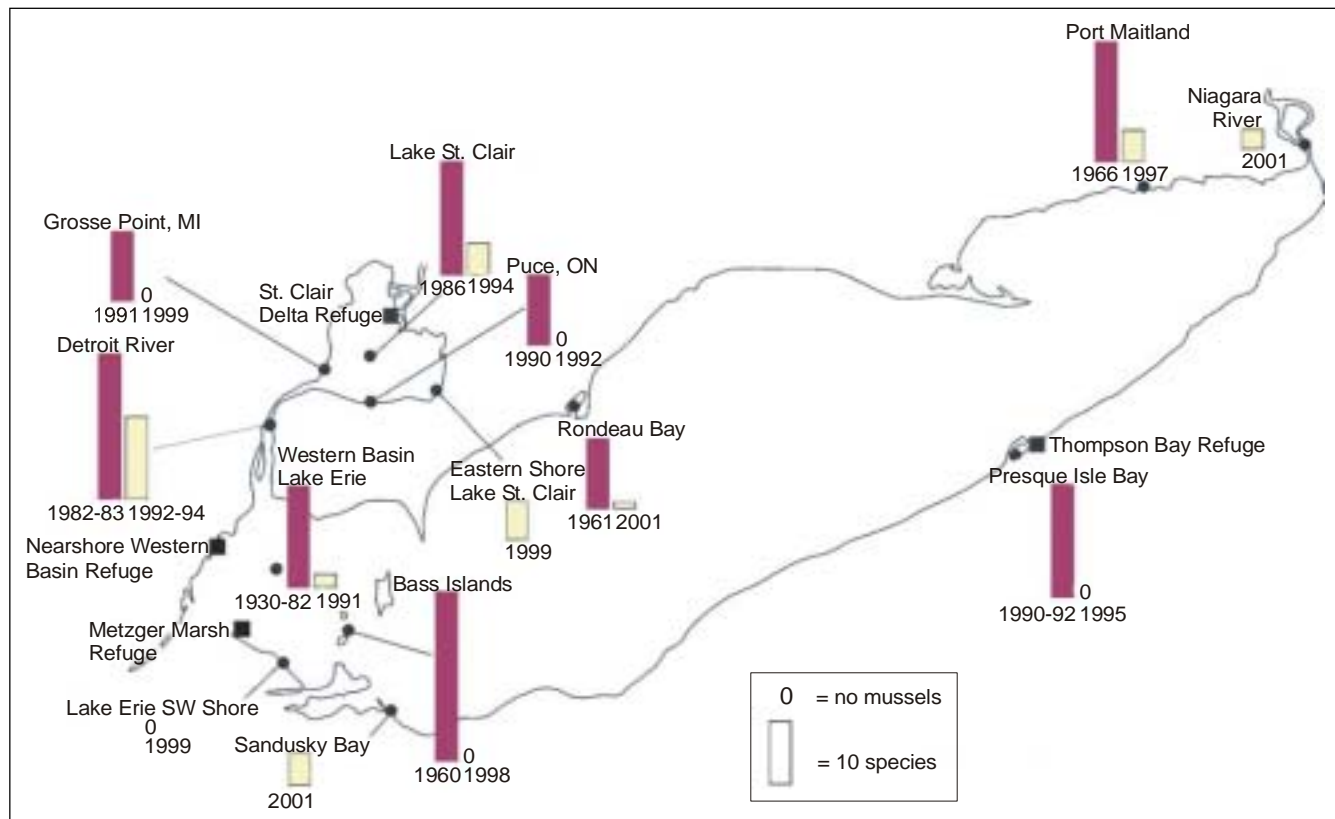 Port Maitland
1966 1997
Niagara
River
2001
Lake St. Clair
1986 1994
Grosse Point, MI
0
1991 1999
St. Clair
Delta Refuge
Puce, ON
0
1990 1992
Detroit River
1982-83 1992-94
Western Basin
Lake Erie
1930-82 1991
Eastern Shore
Lake St. Clair
1999
Rondeau Bay
1961 2001
Thompson Bay Refuge
Presque Isle Bay
0
1990-92 1995
Nearshore Western
Basin Refuge
Bass Islands
0
1960 1998
Metzger Marsh
Refuge
Lake Erie SW Shore
0
1999
Sandusky Bay
2001
0 = no mussels
= 10 species